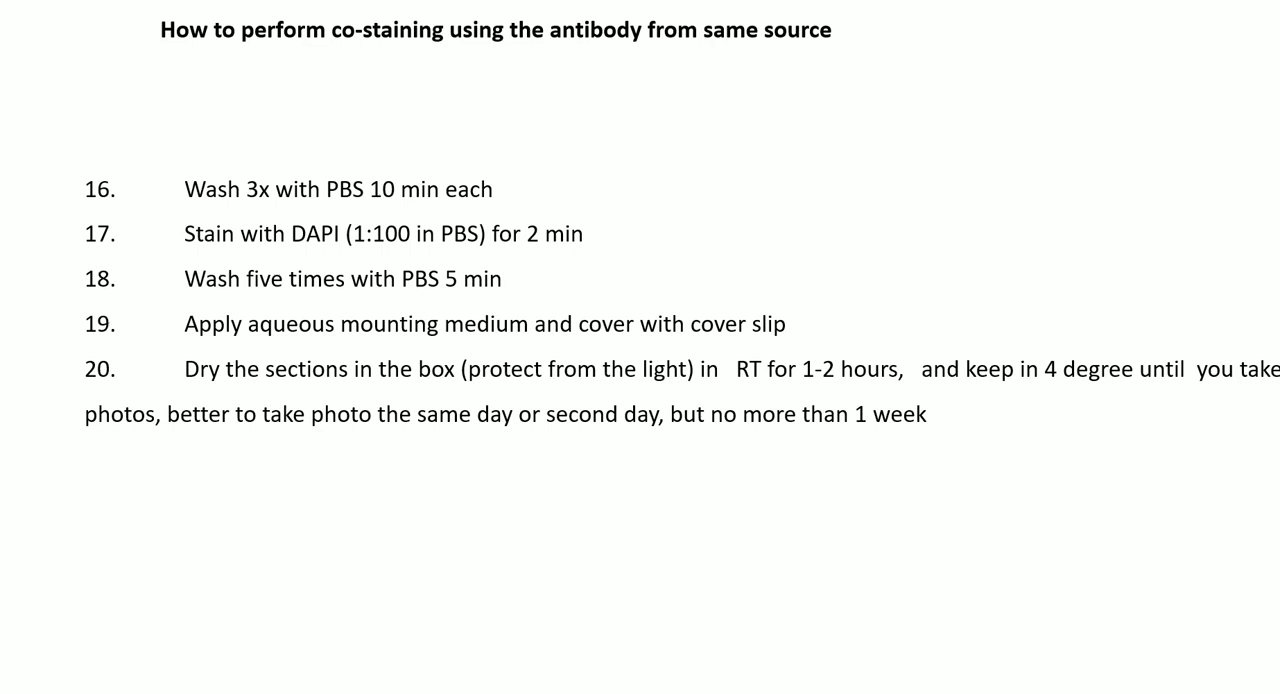 How to perform co-staining using the antibody from same source
16. Wash 3x with PBS 10 min each
17. Stain with DAPI (1:100 in PBS) for 2 min
18. Wash five times with PBS 5 min
19. Apply aqueous mounting medium and cover with cover slip
20. Dry the sections in the box (protect from the light) in RT for 1-2 hours, and keep in 4 degree until you take
photos, better to take photo the same day or second day, but no more than 1 week